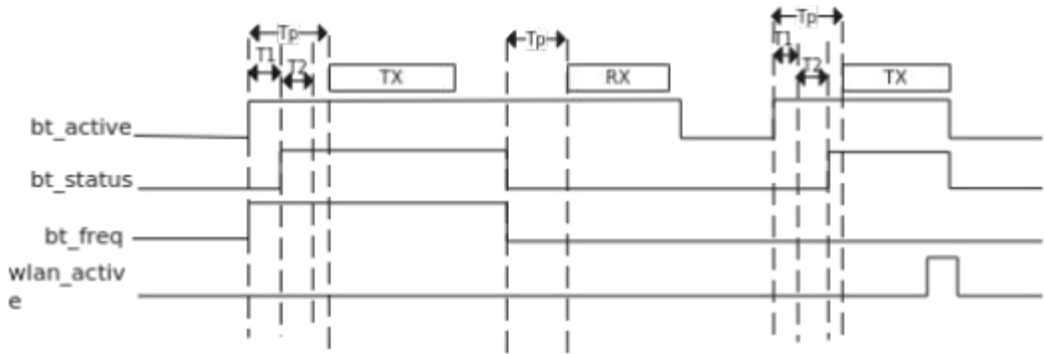 Tp
Tp
Tp
T1
T2
T1
T2
TX
RX
TX
bt_active
bt_status
bt_freq
wlan_activ
e